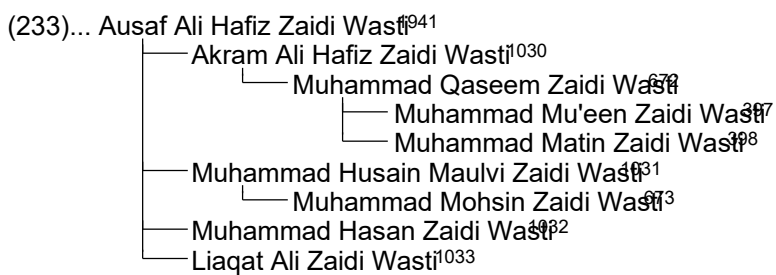 (233)... Ausaf Ali Hafiz Zaidi Wasti1941
Akram Ali Hafiz Zaidi Wasti1030
Muhammad Qaseem Zaidi Wasti672
Muhammad Mu'een Zaidi Wasti397
Muhammad Matin Zaidi Wasti398
Muhammad Husain Maulvi Zaidi Wasti1031
Muhammad Mohsin Zaidi Wasti673
Muhammad Hasan Zaidi Wasti1032
Liaqat Ali Zaidi Wasti1033